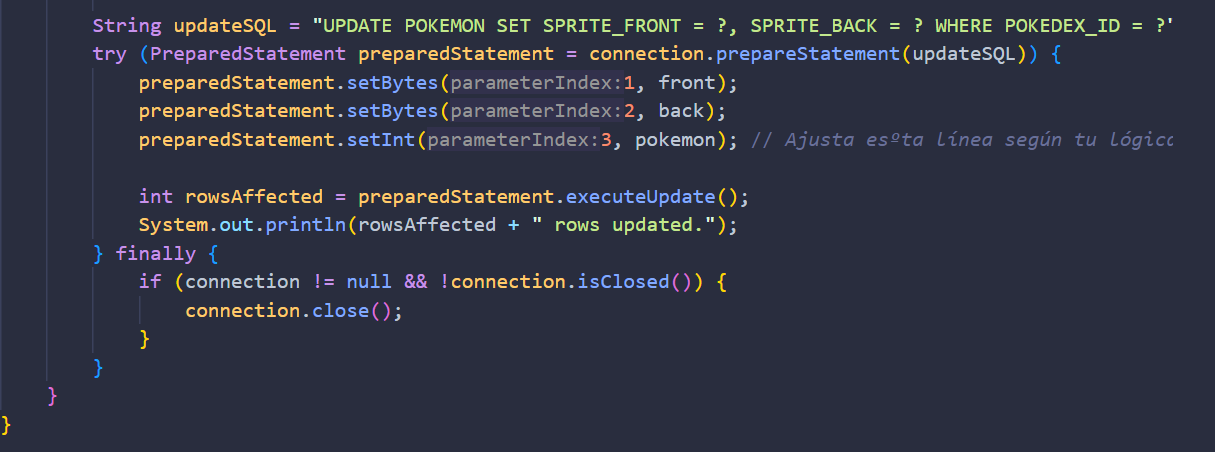 String updateSQL = "UPDATE POKEMON SET SPRITE_FRONT = ?, SPRITE_BACK = ? WHERE POKEDEX_ID = ?"
try (PreparedStatement preparedStatement = connection.prepareStatement(updateSQL)) {
preparedStatement.setBytes(parameterIndex:1, front);
preparedStatement.setBytes(parameterIndex:2, back);
preparedStatement.setInt(parameterIndex:3, pokemon); // Ajusta esºta línea según tu lógica
int rowsAffected = preparedStatement.executeUpdate();
System.out.println(rowsAffected + " rows updated.");
} finally {
if (connection != null && !connection.isClosed()) {
connection.close();
}
}
}
}